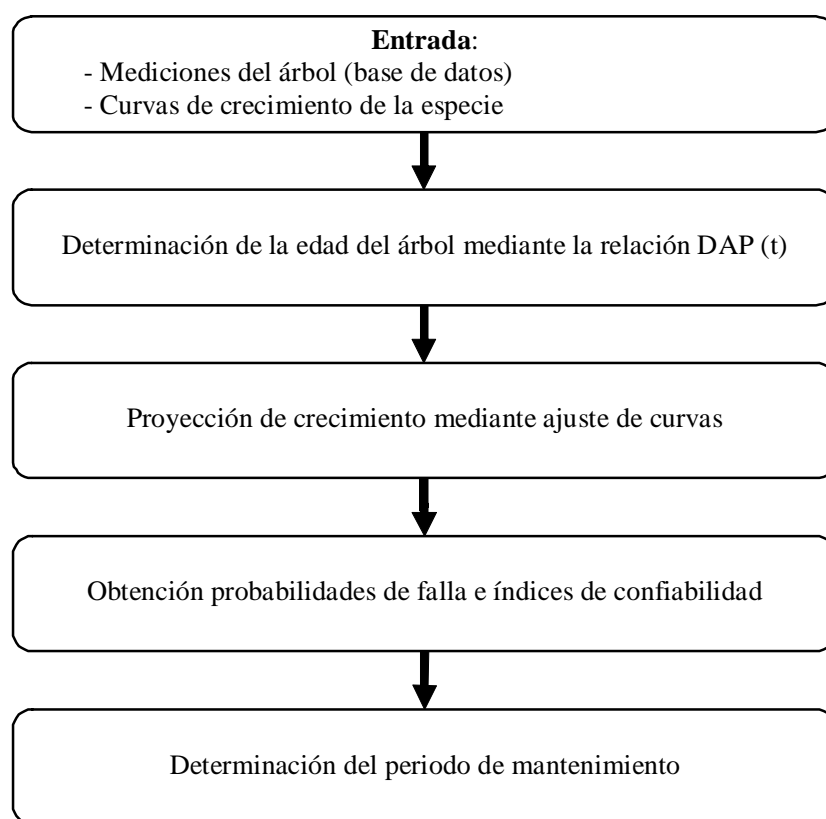 Entrada:
- Mediciones del árbol (base de datos)
- Curvas de crecimiento de la especie
Determinación de la edad del árbol mediante la relación DAP (t)
Proyección de crecimiento mediante ajuste de curvas
Obtención probabilidades de falla e índices de confiabilidad
Determinación del periodo de mantenimiento